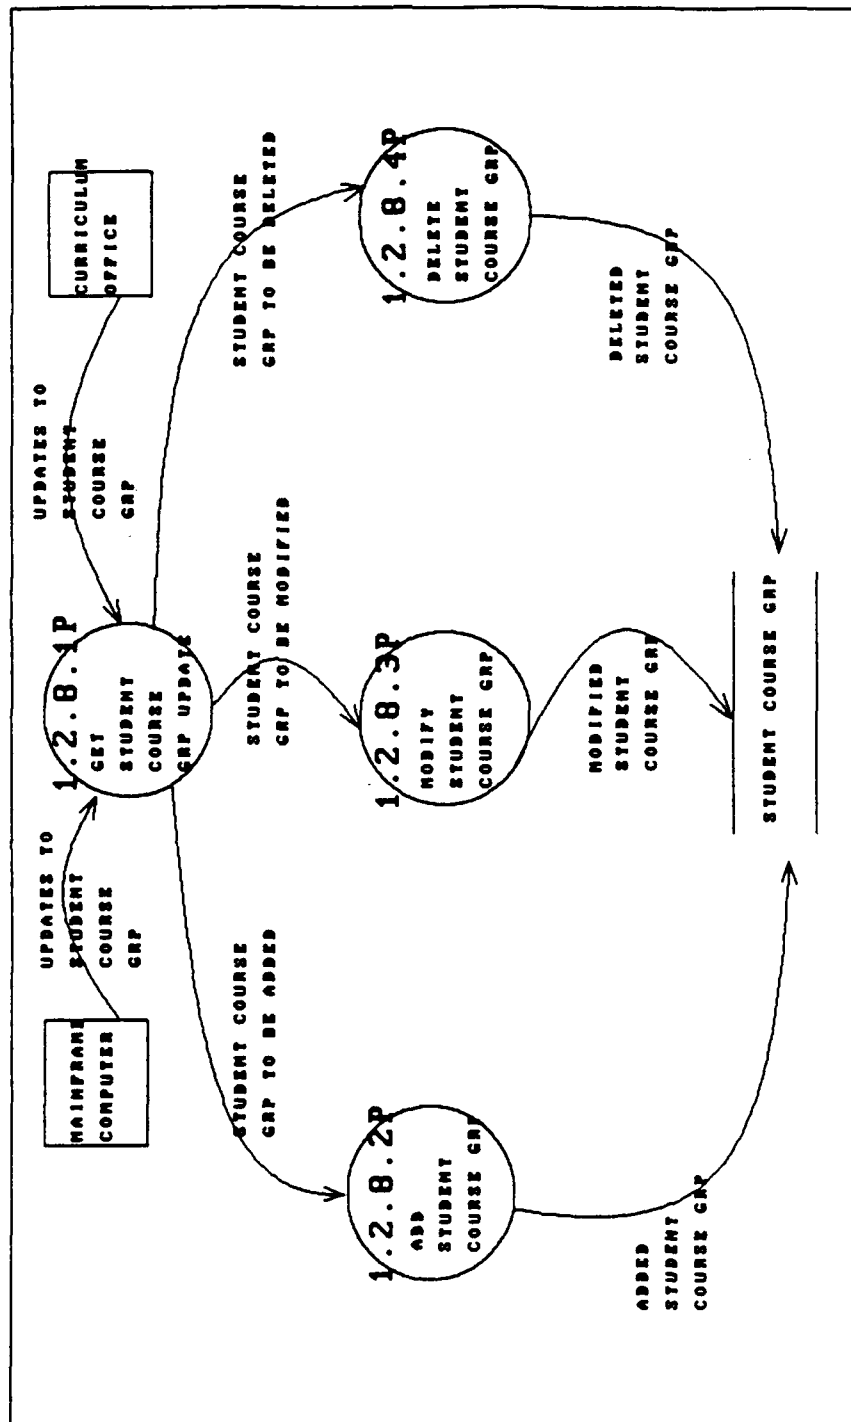 MAINFRAME
COMPUTER
UPDATES TO
STUDENT
COURSE
GRP
1.2.8.1P
GET
STUDENT
COURSE
GRP UPDATE
UPDATES TO
STUDENT
COURSE
GRP
CURRICULUM
OFFICE
STUDENT COURSE
GRP TO BE ADDED
STUDENT COURSE
GRP TO BE MODIFIED
STUDENT COURSE
GRP TO BE DELETED
1.2.8.2P
ADD
STUDENT
COURSE GRP
1.2.8.3P
MODIFY
STUDENT
COURSE GRP
1.2.8.4P
DELETE
STUDENT
COURSE GRP
ADDED
STUDENT
COURSE GRP
MODIFIED
STUDENT
COURSE GRP
DELETED
STUDENT
COURSE GRP
STUDENT COURSE GRP